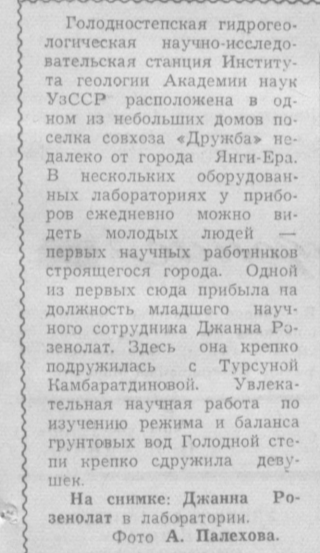 Голодностепская гидрогео-
логическая научно-исследо-
вательская станция Институ-
та геологии Академии наук
УзССР расположена в од-
ном из небольших домов по-
селка совхоза «Дружба» не-
далеко от города Янги-Ера.
В нескольких оборудован-
ных лабораториях у прибо-
ров ежедневно можно ви-
деть молодых людей —
первых научных работников
строящегося города. Одной
из первых сюда прибыла на
должность младшего науч-
ного сотрудника Джанна Ро-
зенолат. Здесь она крепко
подружилась с Турсуной
Камбаратдиновой. Увлека-
тельная научная работа по
изучению режима и баланса
грунтовых вод Голодной сте-
пи крепко сдружила деву-
шек.
На снимке: Джанна Ро-
зенолат в лаборатории.
Фото А. Палехова.